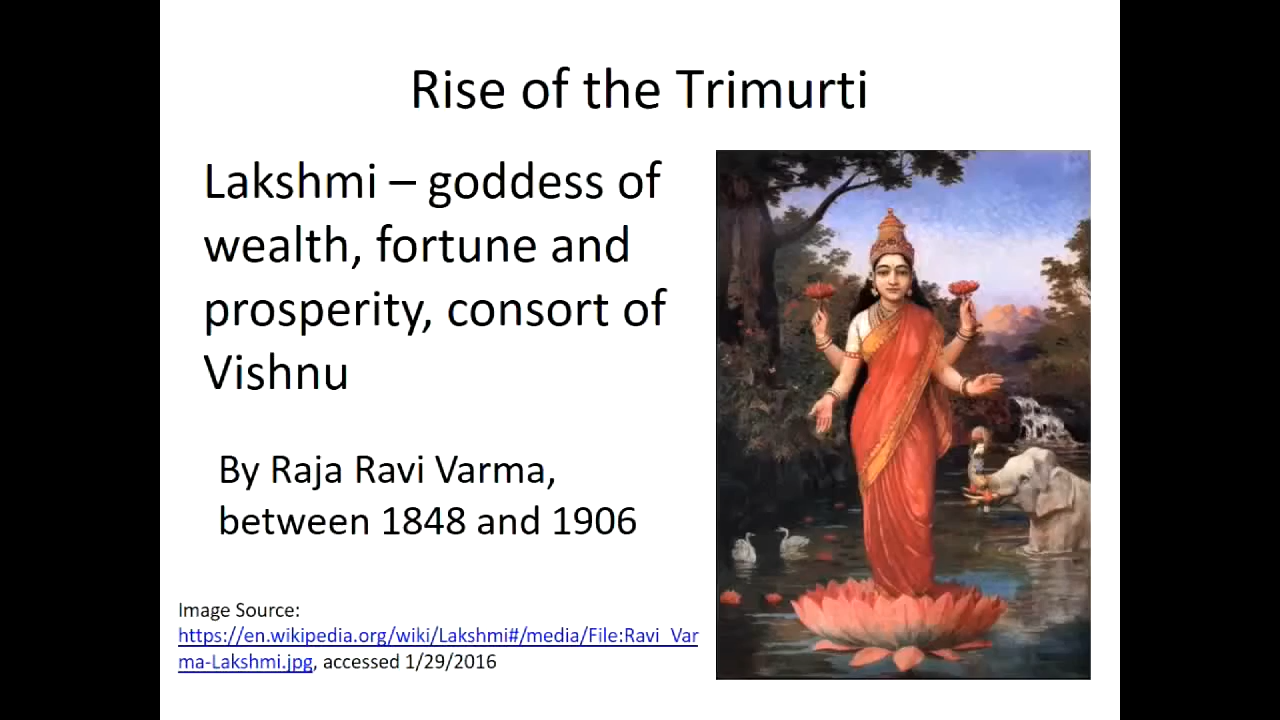 Rise of the Trimurti
Lakshmi – goddess of
wealth, fortune and
prosperity, consort of
Vishnu
By Raja Ravi Varma,
between 1848 and 1906
Image Source:
https://en.wikipedia.org/wiki/Lakshmi#/media/File:Ravi_Var
ma-Lakshmi.jpg, accessed 1/29/2016